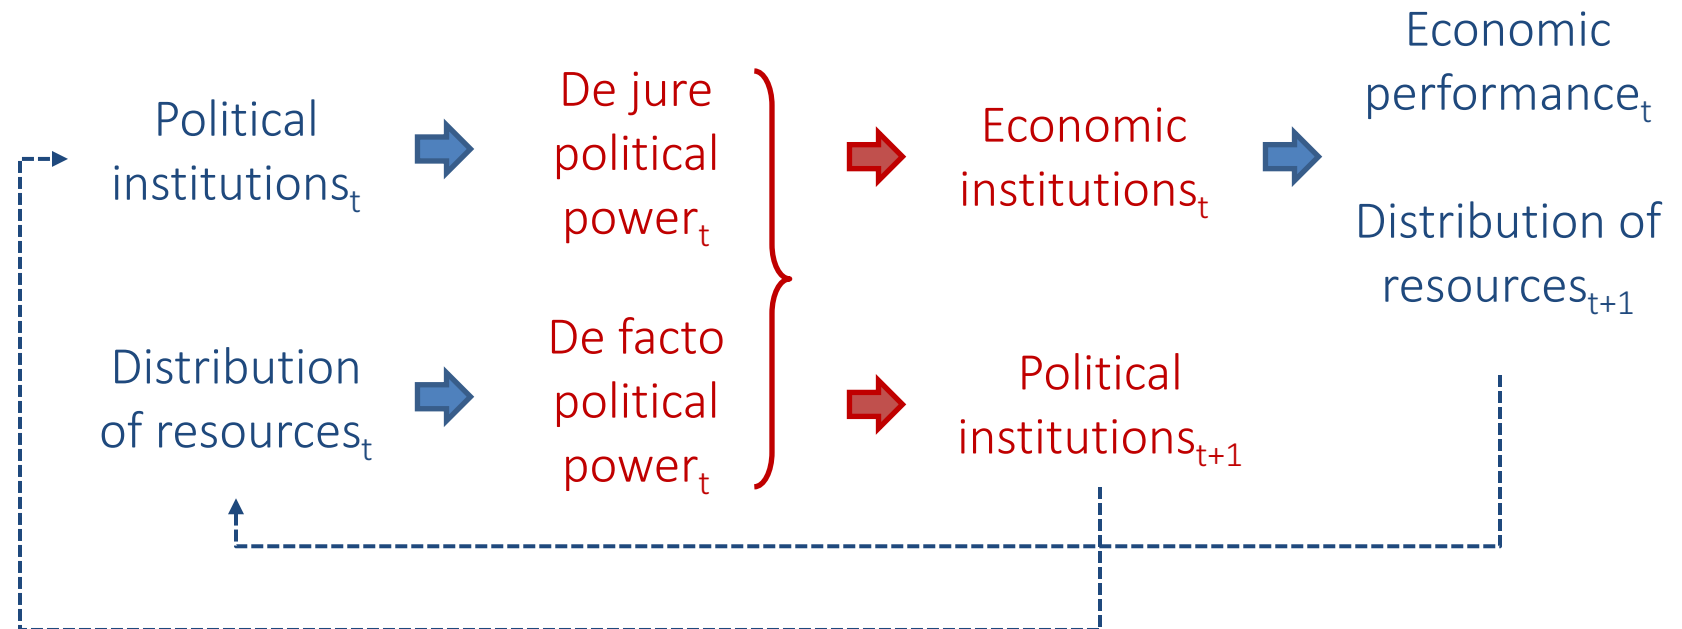 Political
institutionsₜ
Distribution
of resourcesₜ
De jure
political
powerₜ
De facto
political
powerₜ
Economic
institutionsₜ
Political
institutionsₜ₊₁
Economic
performanceₜ
Distribution of
resourcesₜ₊₁